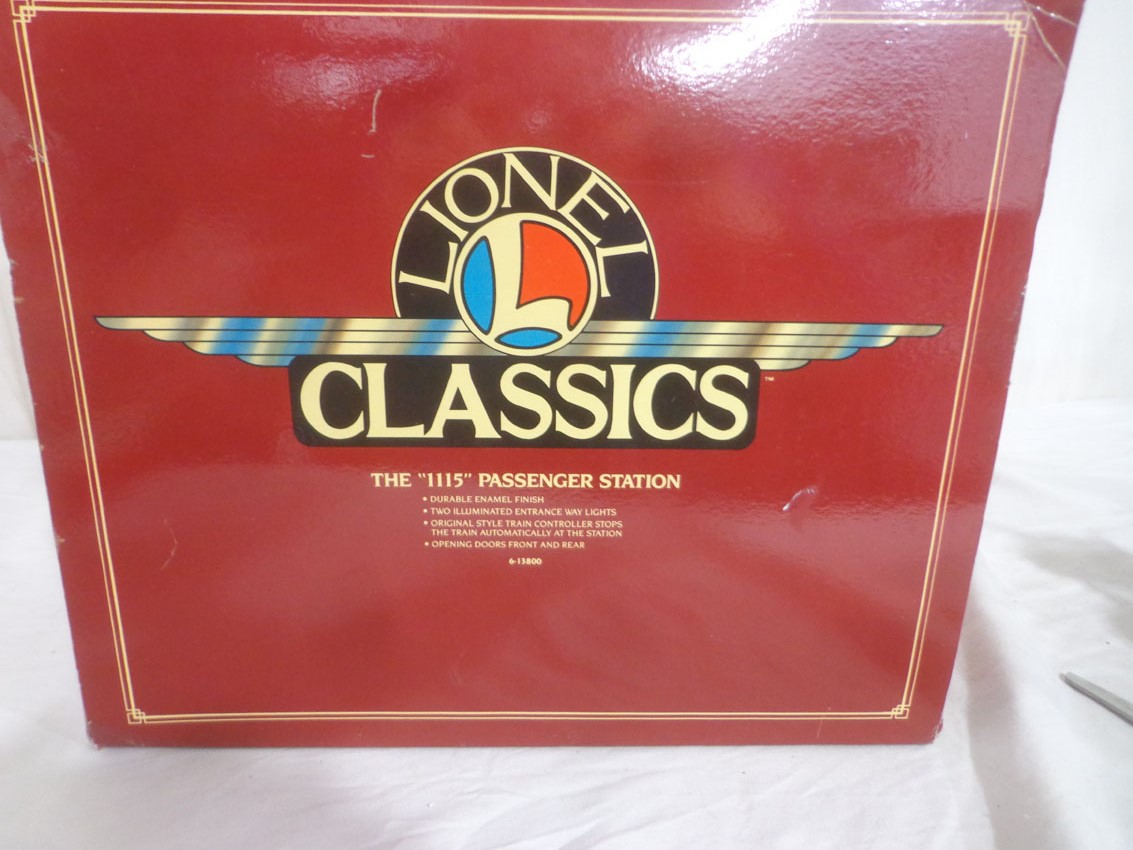 LIONEL
L
CLASSICS™
THE "1115" PASSENGER STATION
• DURABLE ENAMEL FINISH
• TWO ILLUMINATED ENTRANCE WAY LIGHTS
• ORIGINAL STYLE TRAIN CONTROLLER STOPS
THE TRAIN AUTOMATICALLY AT THE STATION
• OPENING DOORS FRONT AND REAR
6-13800